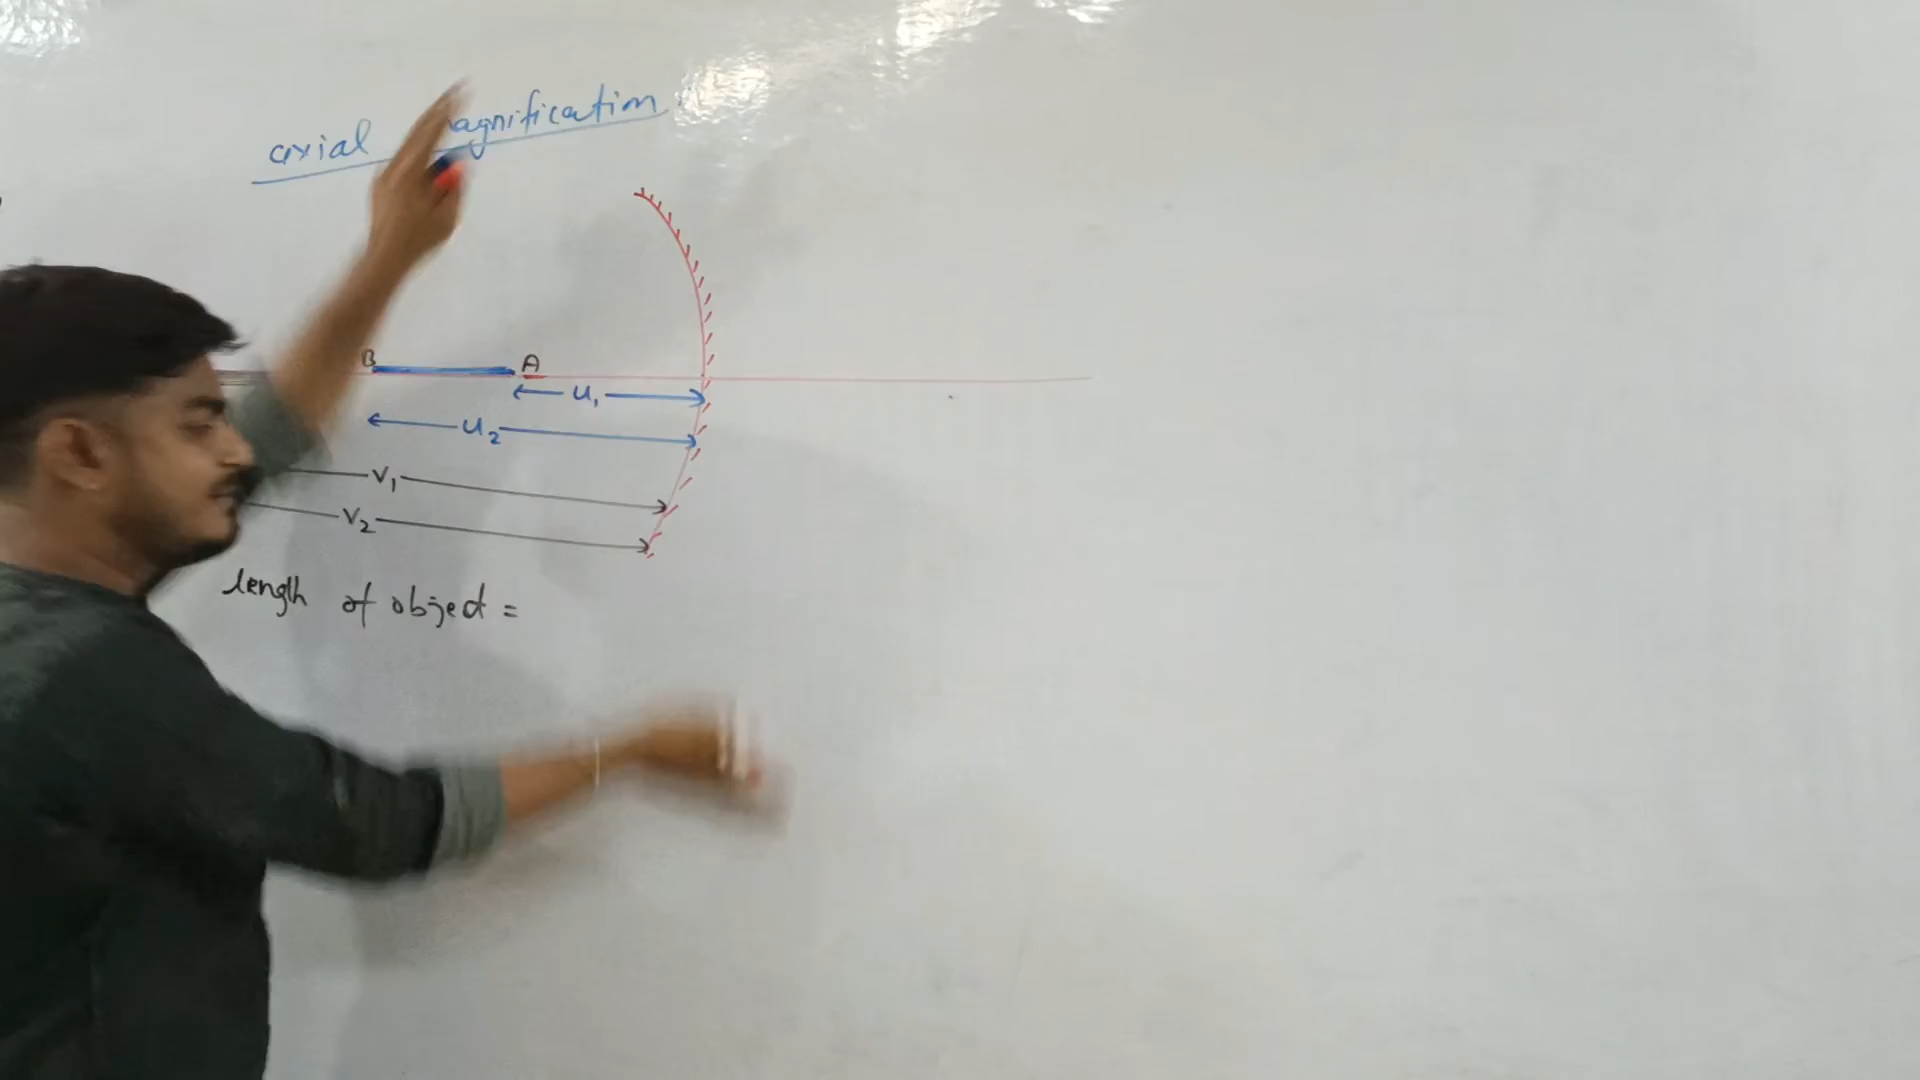 axial magnification
B A
u₁
u₂
v₁
v₂
length of object =